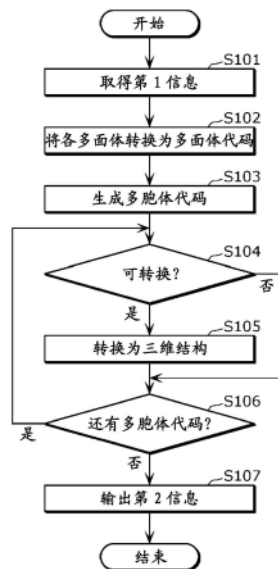 开始
S101
取得第1信息
S102
将各多面体转换为多面体代码
S103
生成多胞体代码
S104
可转换?
否
是
S105
转换为三维结构
S106
还有多胞体代码?
是
否
S107
输出第2信息
结束